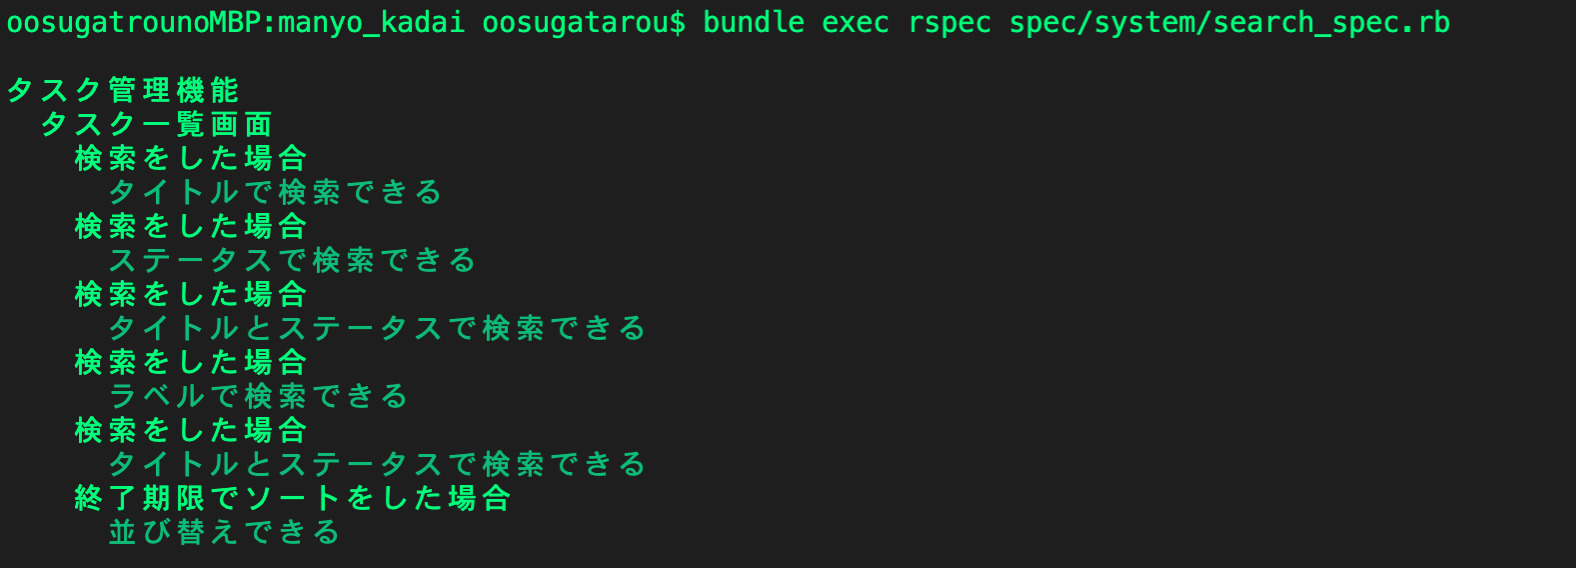 oosugatrounoMBP:manyo_kadai oosugatarou$ bundle exec rspec spec/system/search_spec.rb
タスク管理機能
タスク一覧画面
検索をした場合
タイトルで検索できる
検索をした場合
ステータスで検索できる
検索をした場合
タイトルとステータスで検索できる
検索をした場合
ラベルで検索できる
検索をした場合
タイトルとステータスで検索できる
終了期限でソートをした場合
並び替えできる